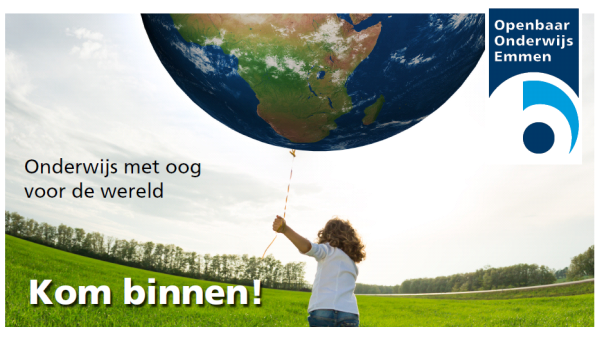 Openbaar
Onderwijs
Emmen
Onderwijs met oog
voor de wereld
Kom binnen!